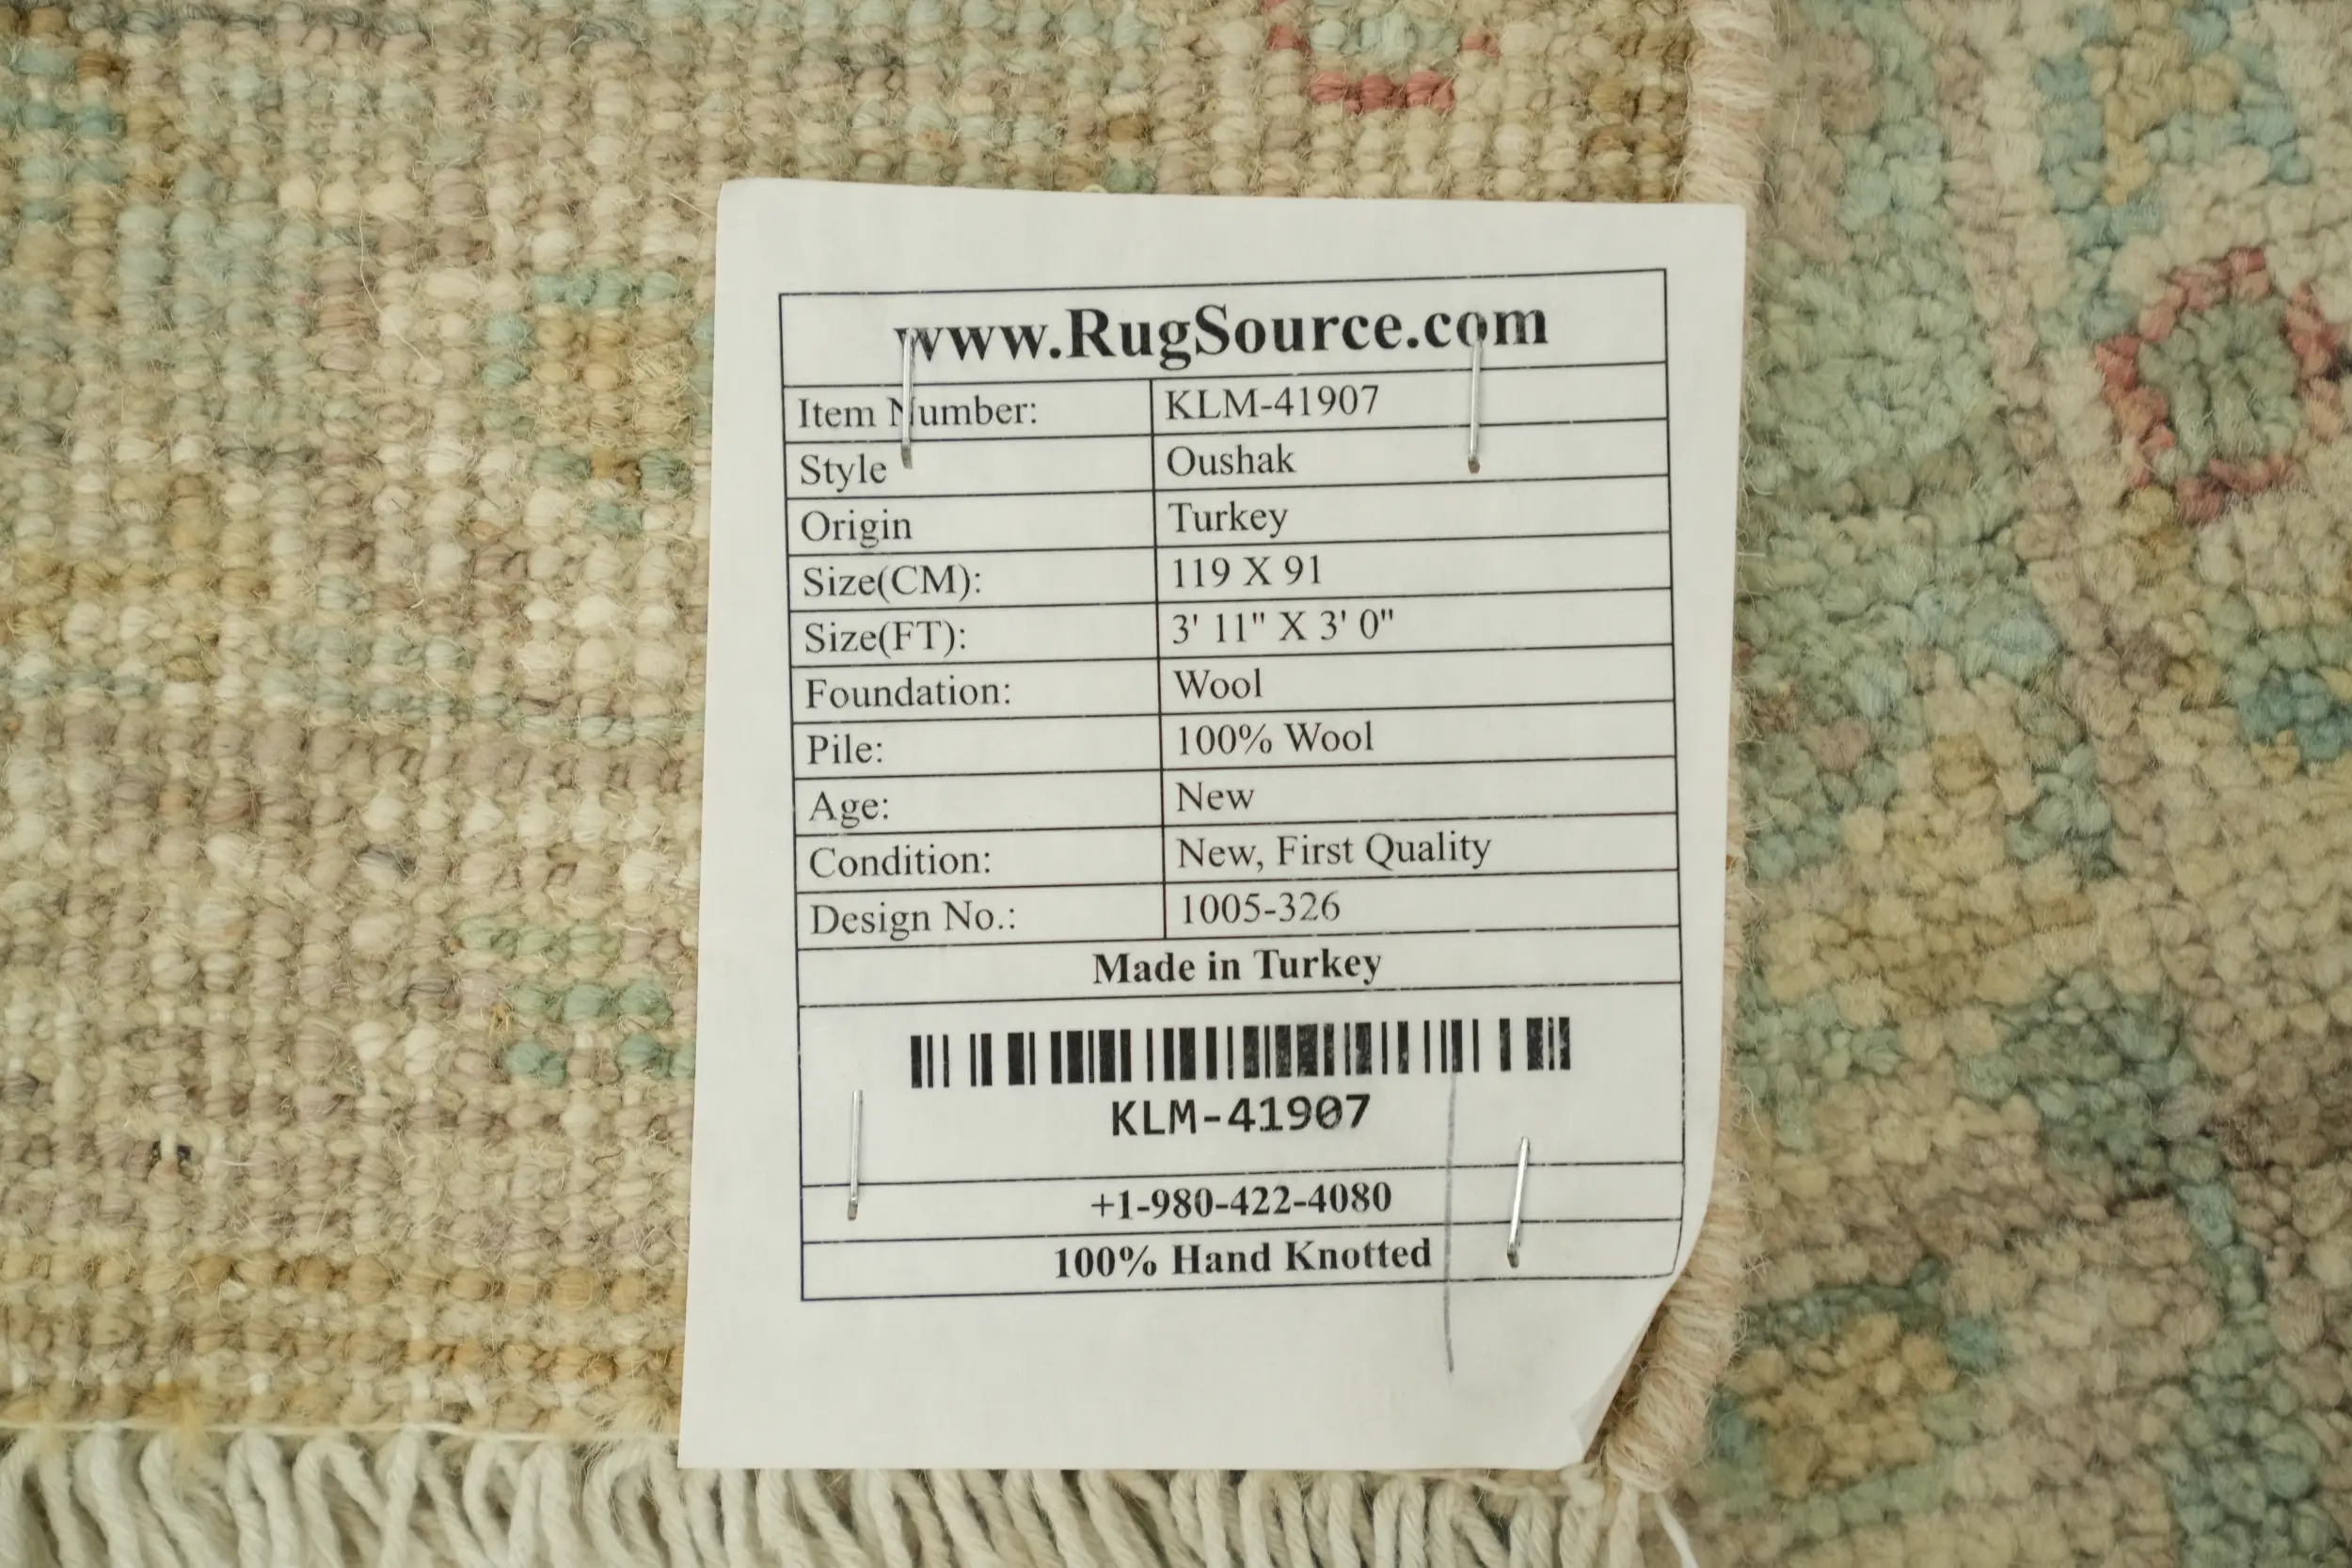 www.RugSource.com
Item Number: KLM-41907
Style Oushak
Origin Turkey
Size(CM): 119 X 91
Size(FT): 3' 11" X 3' 0"
Foundation: Wool
Pile: 100% Wool
Age: New
Condition: New, First Quality
Design No.: 1005-326
Made in Turkey
KLM-41907
+1-980-422-4080
100% Hand Knotted